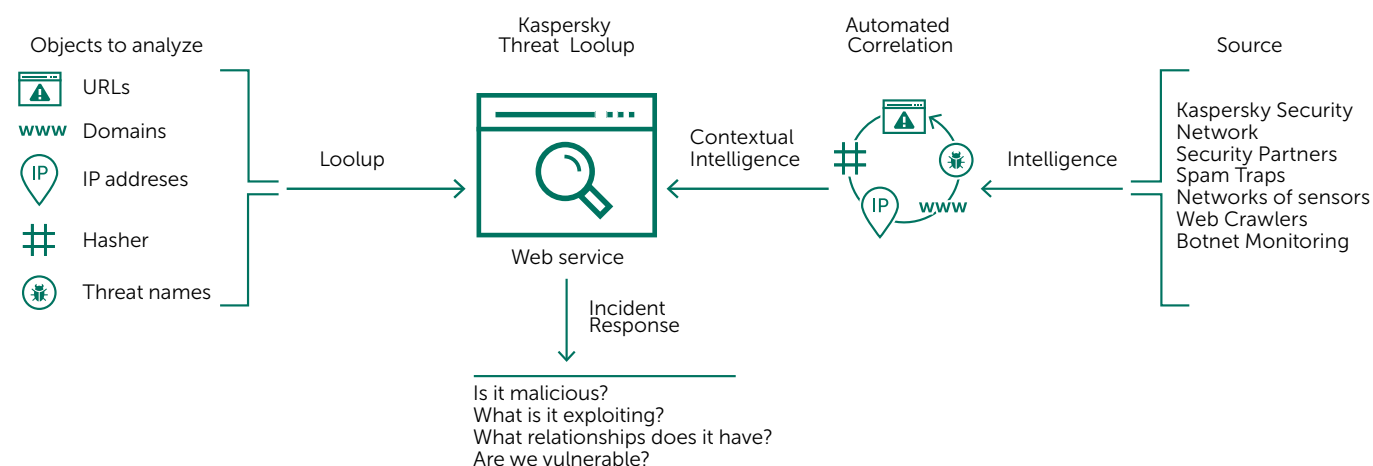 Objects to analyze
URLs
www Domains
IP IP addreses
Hasher
Threat names
Loolup
Kaspersky
Threat Loolup
Web service
Incident
Response
Is it malicious?
What is it exploiting?
What relationships does it have?
Are we vulnerable?
Contextual
Intelligence
Automated
Correlation
IP
www
Intelligence
Source
Kaspersky Security
Network
Security Partners
Spam Traps
Networks of sensors
Web Crawlers
Botnet Monitoring